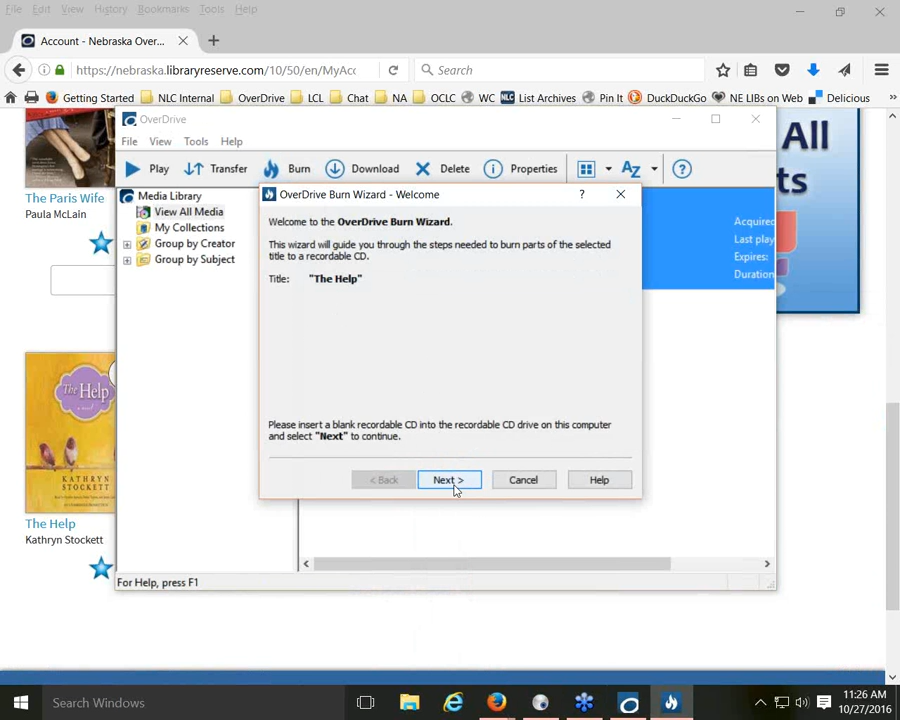 File Edit View History Bookmarks Tools Help
Account - Nebraska Over...
https://nebraska.libraryreserve.com/10/50/en/MyAcc
Search
Getting Started NLC Internal OverDrive LCL Chat NA OCLC WC NLC List Archives Pin It DuckDuckGo NE LIBs on Web Delicious
OverDrive
File View Tools Help
Play Transfer Burn Download Delete Properties
Media Library
View All Media
My Collections
Group by Creator
Group by Subject
OverDrive Burn Wizard - Welcome
Welcome to the OverDrive Burn Wizard.
This wizard will guide you through the steps needed to burn parts of the selected
title to a recordable CD.
Title: "The Help"
Please insert a blank recordable CD into the recordable CD drive on this computer
and select "Next" to continue.
< Back Next > Cancel Help
Acquired
Last play
Expires:
Duration
All
ts
The Paris Wife
Paula McLain
The Help
a novel
KATHRYN
STOCKETT
The Help
Kathryn Stockett
For Help, press F1
Search Windows
11:26 AM
10/27/2016